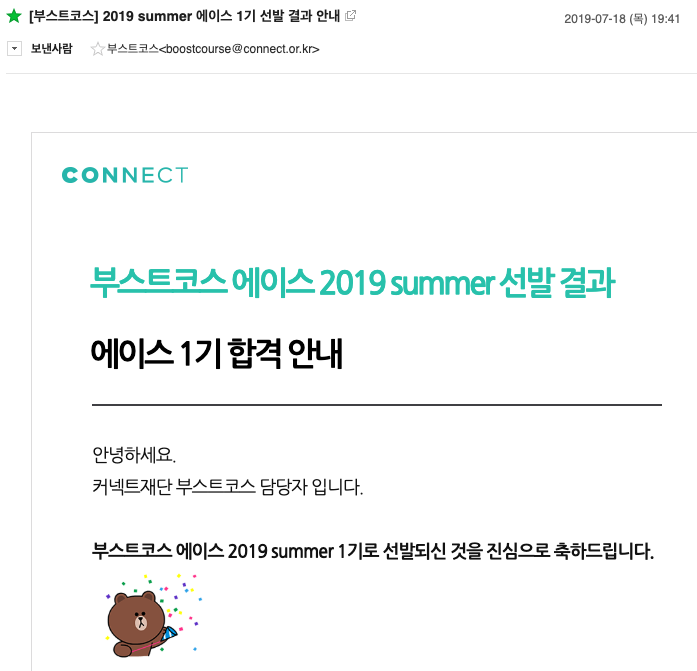 [부스트코스] 2019 summer 에이스 1기 선발 결과 안내
2019-07-18 (목) 19:41
보낸사람 부스트코스<boostcourse@connect.or.kr>
CONNECT
부스트코스 에이스 2019 summer 선발 결과
에이스 1기 합격 안내
안녕하세요.
커넥트재단 부스트코스 담당자 입니다.
부스트코스 에이스 2019 summer 1기로 선발되신 것을 진심으로 축하드립니다.